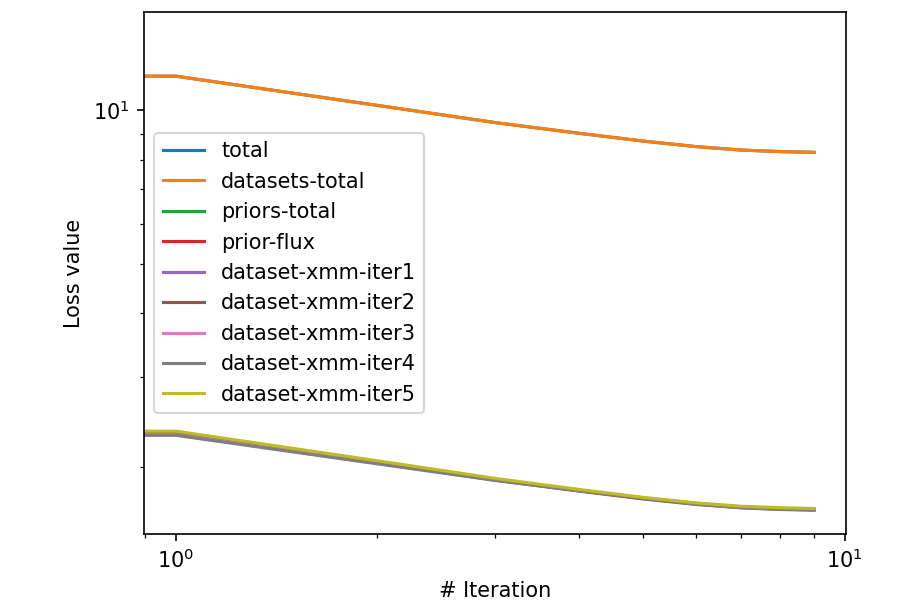 10¹
Loss value
total
datasets-total
priors-total
prior-flux
dataset-xmm-iter1
dataset-xmm-iter2
dataset-xmm-iter3
dataset-xmm-iter4
dataset-xmm-iter5
10⁰
10¹
# Iteration